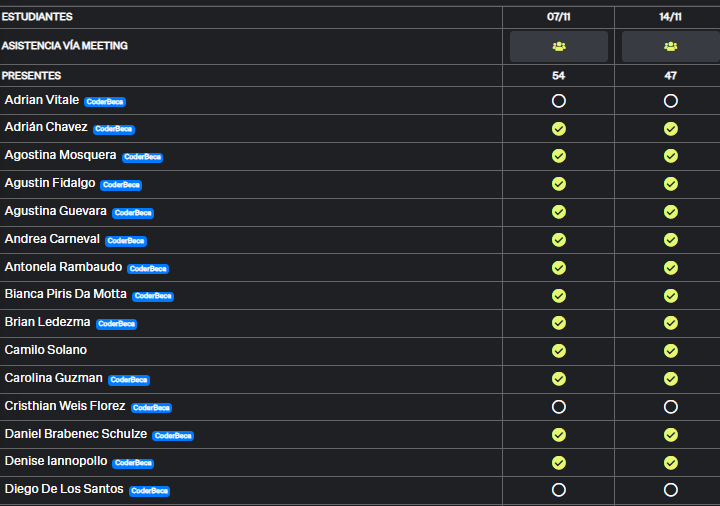 ESTUDIANTES 07/11 14/11
ASISTENCIA VÍA MEETING
PRESENTES 54 47
Adrian Vitale CoderBeca
Adrián Chavez CoderBeca
Agostina Mosquera CoderBeca
Agustin Fidalgo CoderBeca
Agustina Guevara CoderBeca
Andrea Carneval CoderBeca
Antonela Rambaudo CoderBeca
Bianca Piris Da Motta CoderBeca
Brian Ledezma CoderBeca
Camilo Solano
Carolina Guzman CoderBeca
Cristhian Weis Florez CoderBeca
Daniel Brabenec Schulze CoderBeca
Denise Iannopollo CoderBeca
Diego De Los Santos CoderBeca